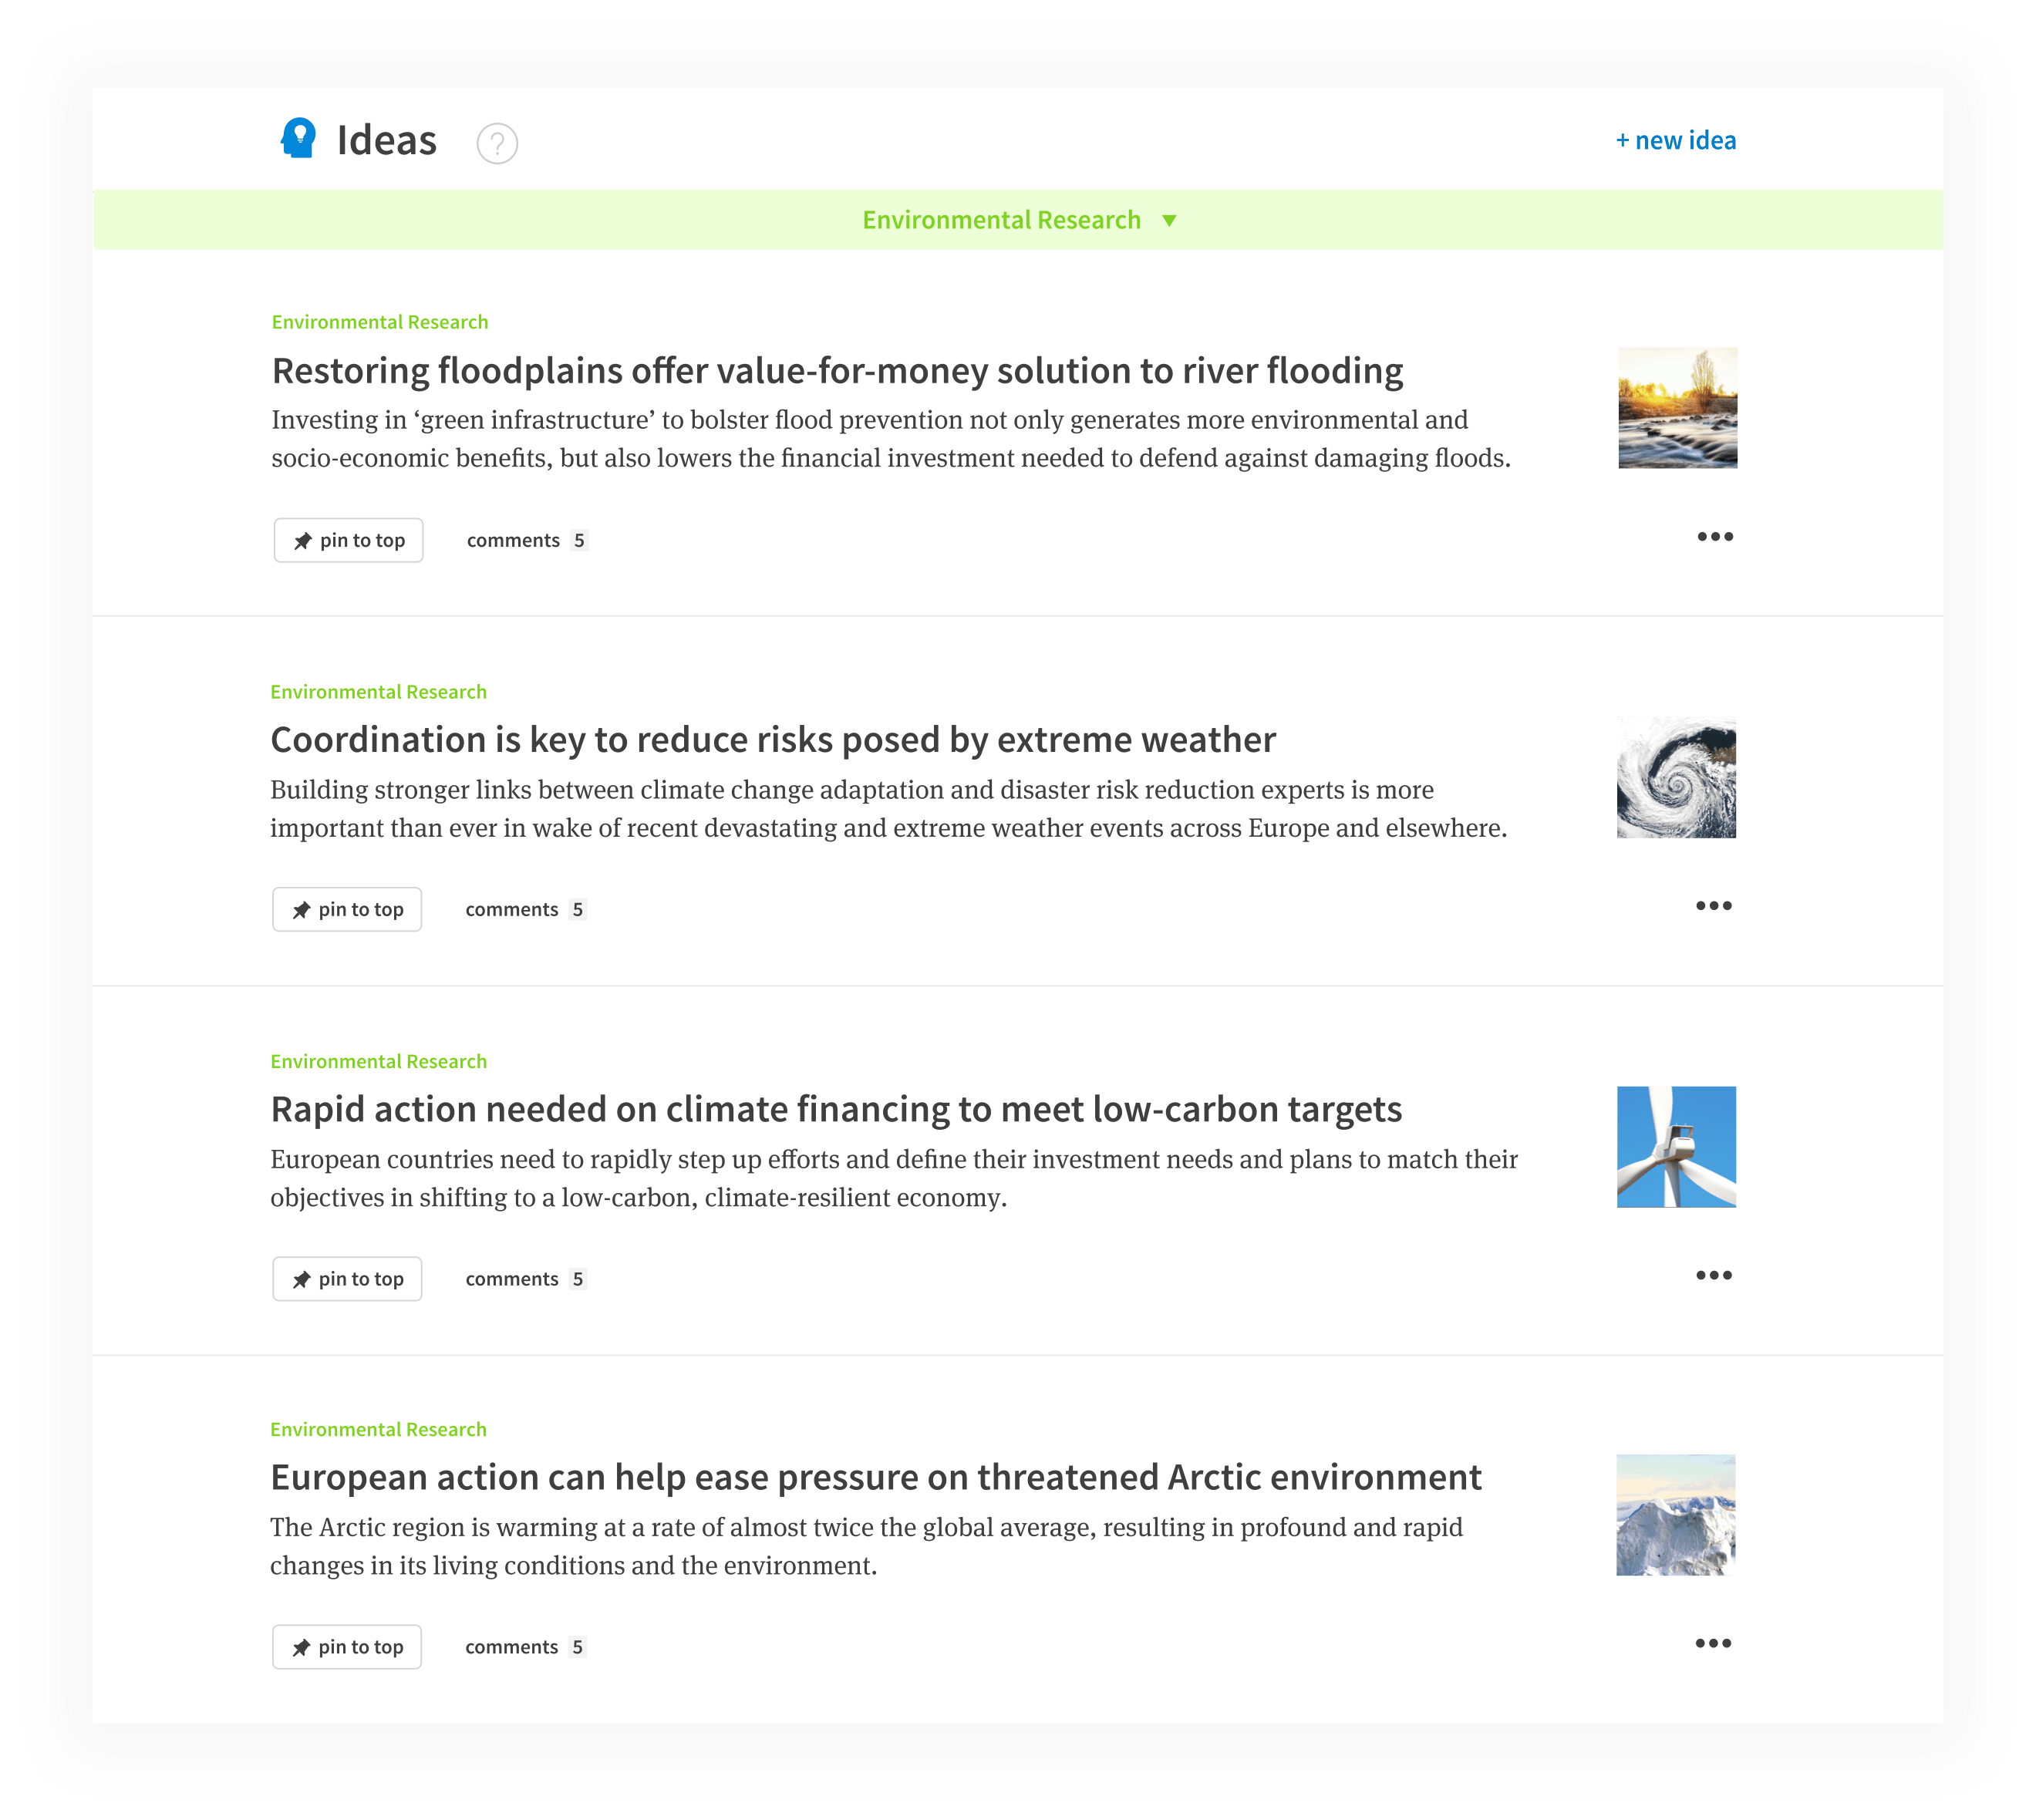 Ideas ?
+ new idea
Environmental Research ▼
Environmental Research
Restoring floodplains offer value-for-money solution to river flooding
Investing in ‘green infrastructure’ to bolster flood prevention not only generates more environmental and
socio-economic benefits, but also lowers the financial investment needed to defend against damaging floods.
pin to top comments 5
Environmental Research
Coordination is key to reduce risks posed by extreme weather
Building stronger links between climate change adaptation and disaster risk reduction experts is more
important than ever in wake of recent devastating and extreme weather events across Europe and elsewhere.
pin to top comments 5
Environmental Research
Rapid action needed on climate financing to meet low-carbon targets
European countries need to rapidly step up efforts and define their investment needs and plans to match their
objectives in shifting to a low-carbon, climate-resilient economy.
pin to top comments 5
Environmental Research
European action can help ease pressure on threatened Arctic environment
The Arctic region is warming at a rate of almost twice the global average, resulting in profound and rapid
changes in its living conditions and the environment.
pin to top comments 5